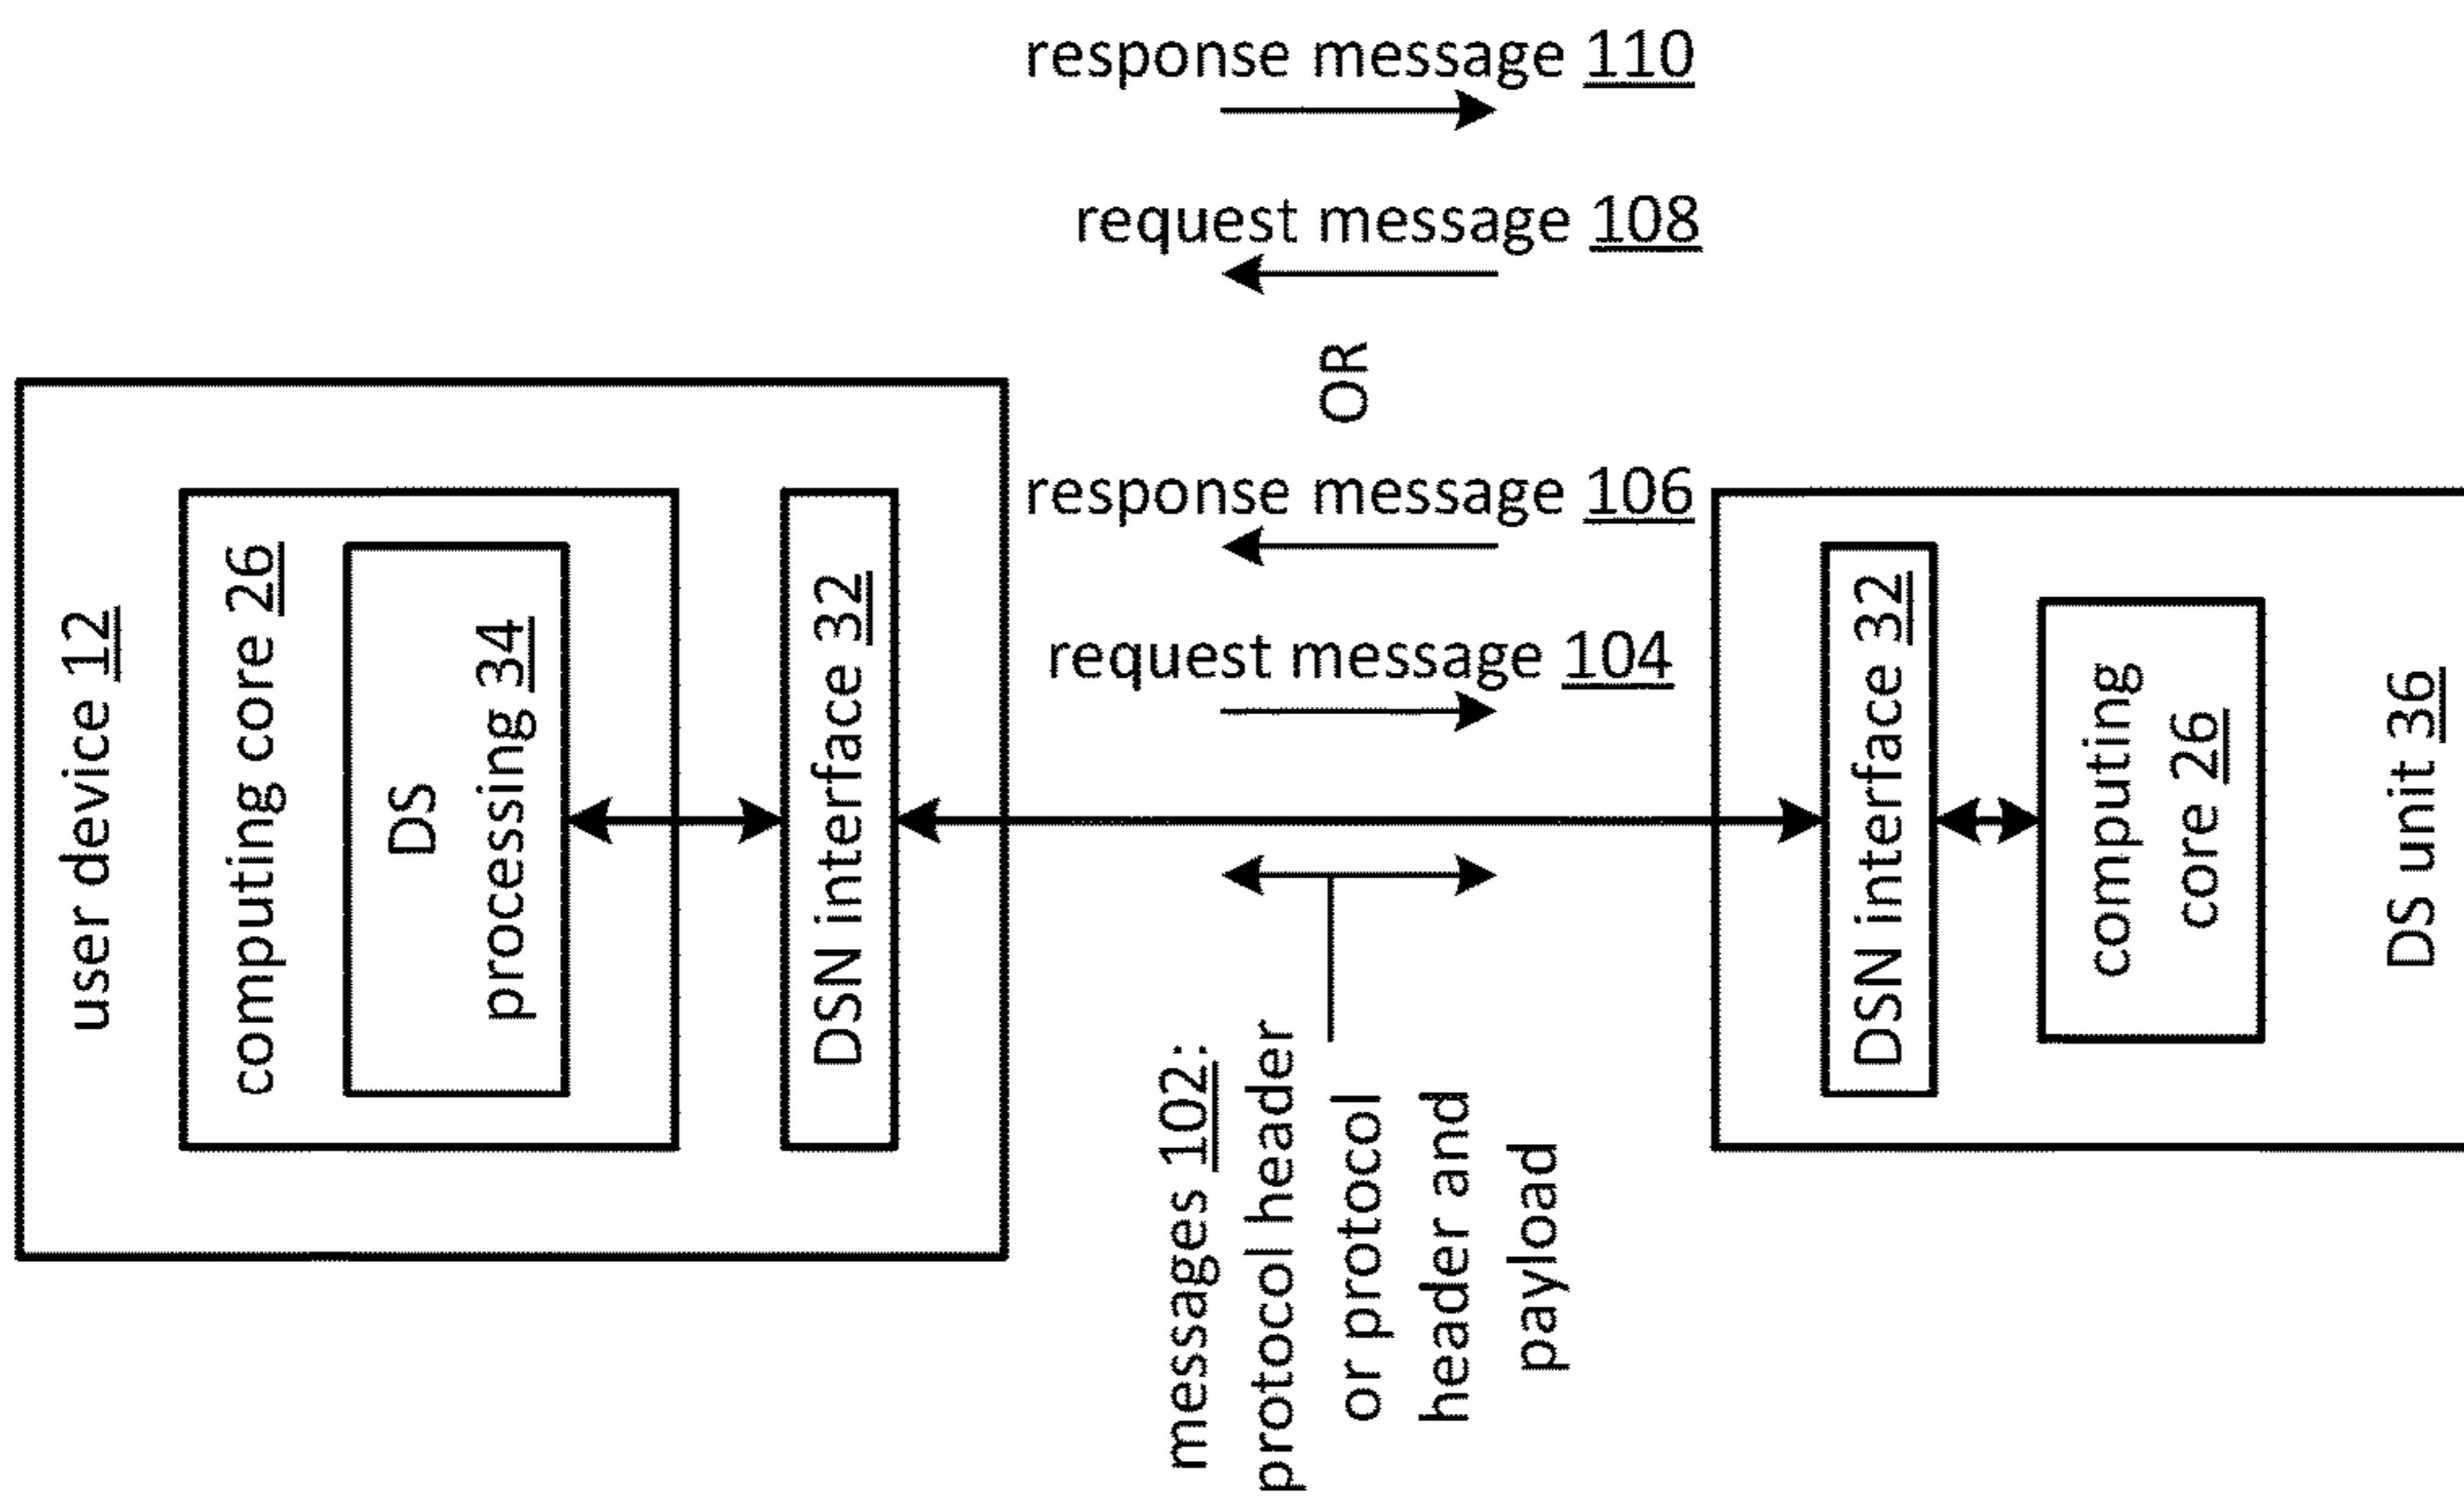 response message 110
request message 108
OR
response message 106
request message 104
user device 12
computing core 26
DS
processing 34
DSN interface 32
messages 102:
protocol header
or protocol
header and
payload
DSN interface 32
computing
core 26
DS unit 36